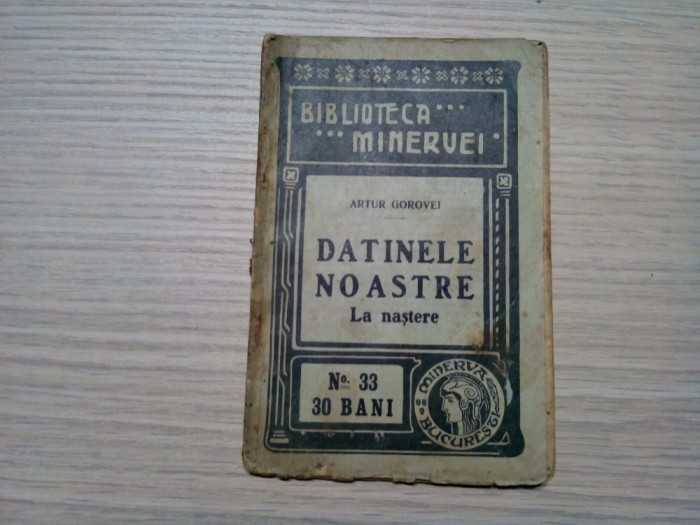 BIBLIOTECA
MINERVEI
ARTUR GOROVEI
DATINELE
NOASTRE
La naștere
No. 33
30 BANI
MINERVA
BUCUREȘTI